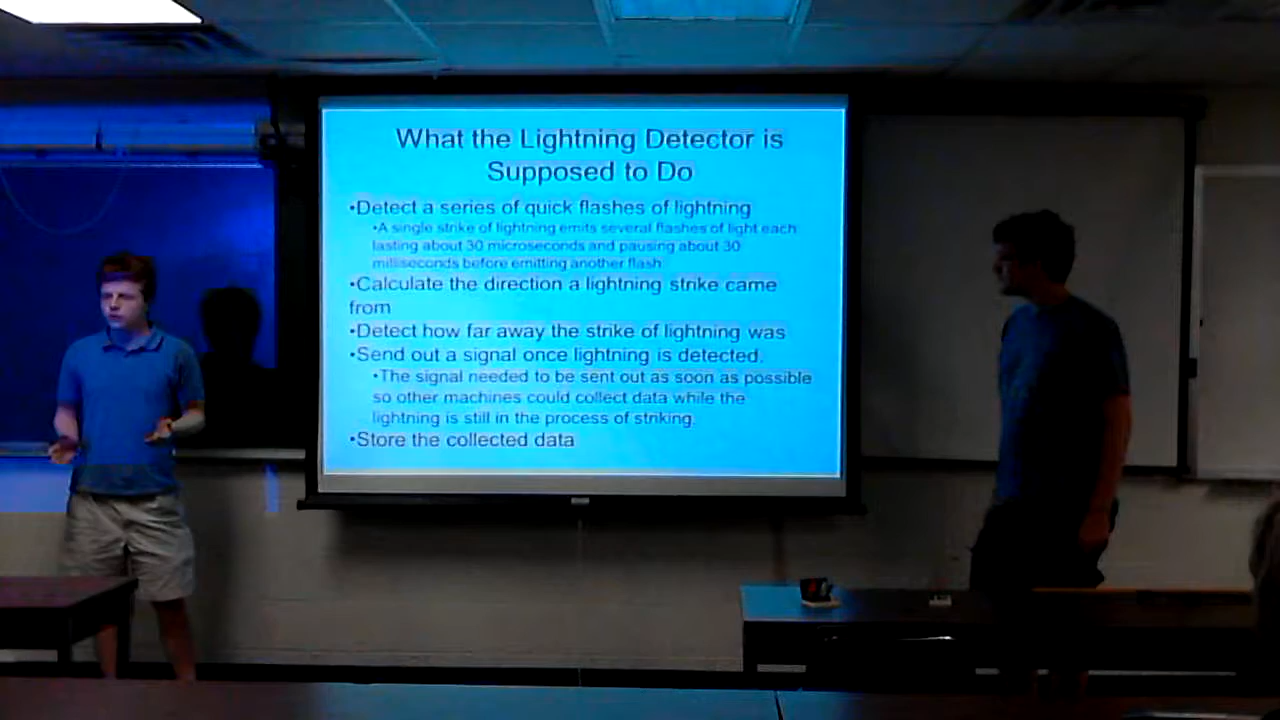 What the Lightning Detector is
Supposed to Do
•Detect a series of quick flashes of lightning
•A single strike of lightning emits several flashes of light each
lasting about 30 microseconds and pausing about 30
milliseconds before emitting another flash
•Calculate the direction a lightning strike came
from
•Detect how far away the strike of lightning was
•Send out a signal once lightning is detected.
•The signal needed to be sent out as soon as possible
so other machines could collect data while the
lightning is still in the process of striking.
•Store the collected data